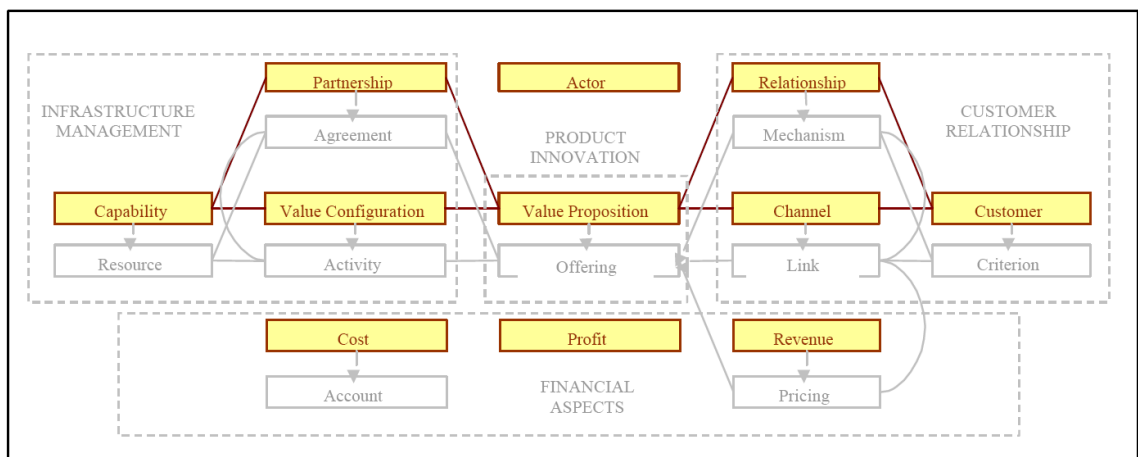 Partnership
Actor
Relationship
INFRASTRUCTURE
MANAGEMENT
CUSTOMER
RELATIONSHIP
Agreement
PRODUCT
INNOVATION
Mechanism
Capability
Value Configuration
Value Proposition
Channel
Customer
Resource
Activity
Offering
Link
Criterion
Cost
Profit
Revenue
Account
FINANCIAL
ASPECTS
Pricing